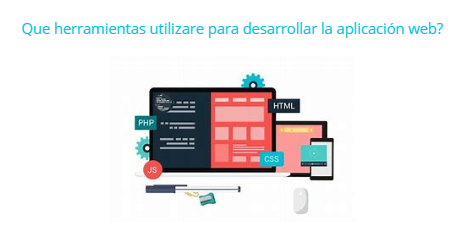 Que herramientas utilizare para desarrollar la aplicación web?
HTML
PHP
CSS
JS